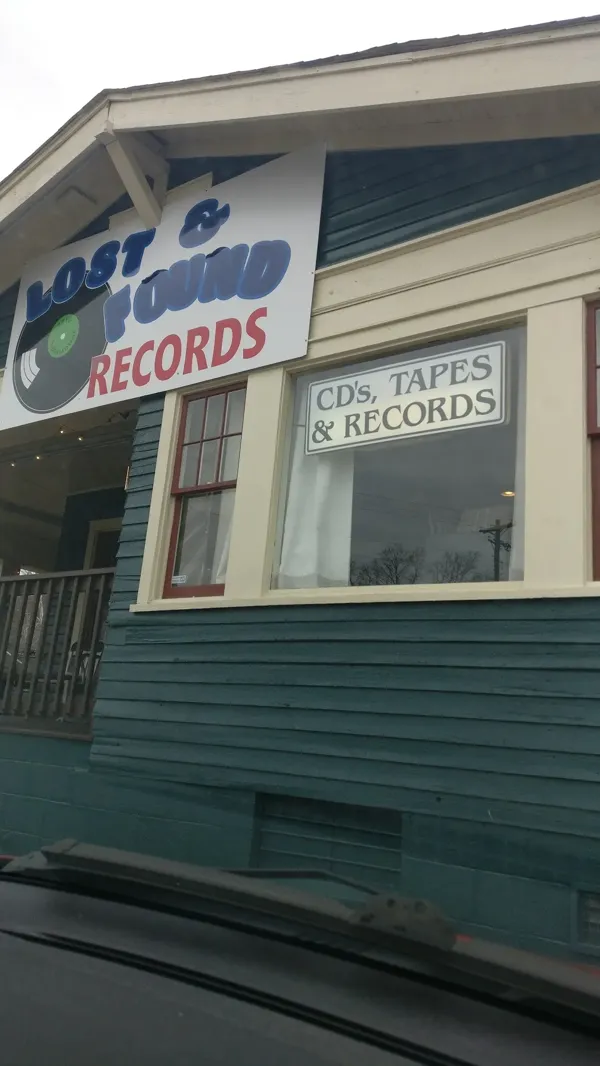 LOST &
FOUND
RECORDS
CD's, TAPES
& RECORDS